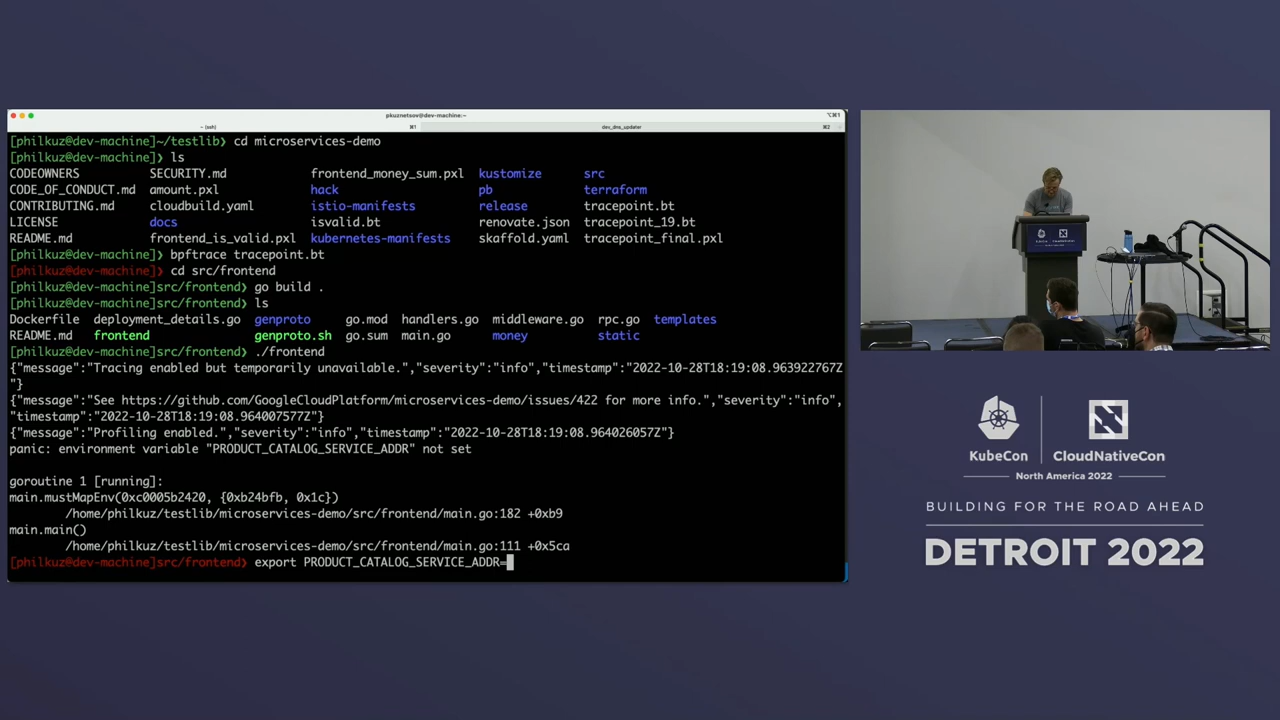 pkuznetsov@dev-machine:~
⌥⌘1
~ (ssh)
⌘1
dev_dns_updater
⌘2
[philkuz@dev-machine]~/testlib❯ cd microservices-demo
[philkuz@dev-machine]❯ ls
CODEOWNERS SECURITY.md frontend_money_sum.pxl kustomize src
CODE_OF_CONDUCT.md amount.pxl hack pb terraform
CONTRIBUTING.md cloudbuild.yaml istio-manifests release tracepoint.bt
LICENSE docs isvalid.bt renovate.json tracepoint_19.bt
README.md frontend_is_valid.pxl kubernetes-manifests skaffold.yaml tracepoint_final.pxl
[philkuz@dev-machine]❯ bpftrace tracepoint.bt
[philkuz@dev-machine]❯ cd src/frontend
[philkuz@dev-machine]src/frontend❯ go build .
[philkuz@dev-machine]src/frontend❯ ls
Dockerfile deployment_details.go genproto go.mod handlers.go middleware.go rpc.go templates
README.md frontend genproto.sh go.sum main.go money static
[philkuz@dev-machine]src/frontend❯ ./frontend
{"message":"Tracing enabled but temporarily unavailable.","severity":"info","timestamp":"2022-10-28T18:19:08.963922767Z
"}
{"message":"See https://github.com/GoogleCloudPlatform/microservices-demo/issues/422 for more info.","severity":"info",
"timestamp":"2022-10-28T18:19:08.964007577Z"}
{"message":"Profiling enabled.","severity":"info","timestamp":"2022-10-28T18:19:08.964026057Z"}
panic: environment variable "PRODUCT_CATALOG_SERVICE_ADDR" not set
goroutine 1 [running]:
main.mustMapEnv(0xc0005b2420, {0xb24bfb, 0x1c})
/home/philkuz/testlib/microservices-demo/src/frontend/main.go:182 +0xb9
main.main()
/home/philkuz/testlib/microservices-demo/src/frontend/main.go:111 +0x5ca
[philkuz@dev-machine]src/frontend❯ export PRODUCT_CATALOG_SERVICE_ADDR=
KubeCon
CloudNativeCon
North America 2022
BUILDING FOR THE ROAD AHEAD
DETROIT 2022